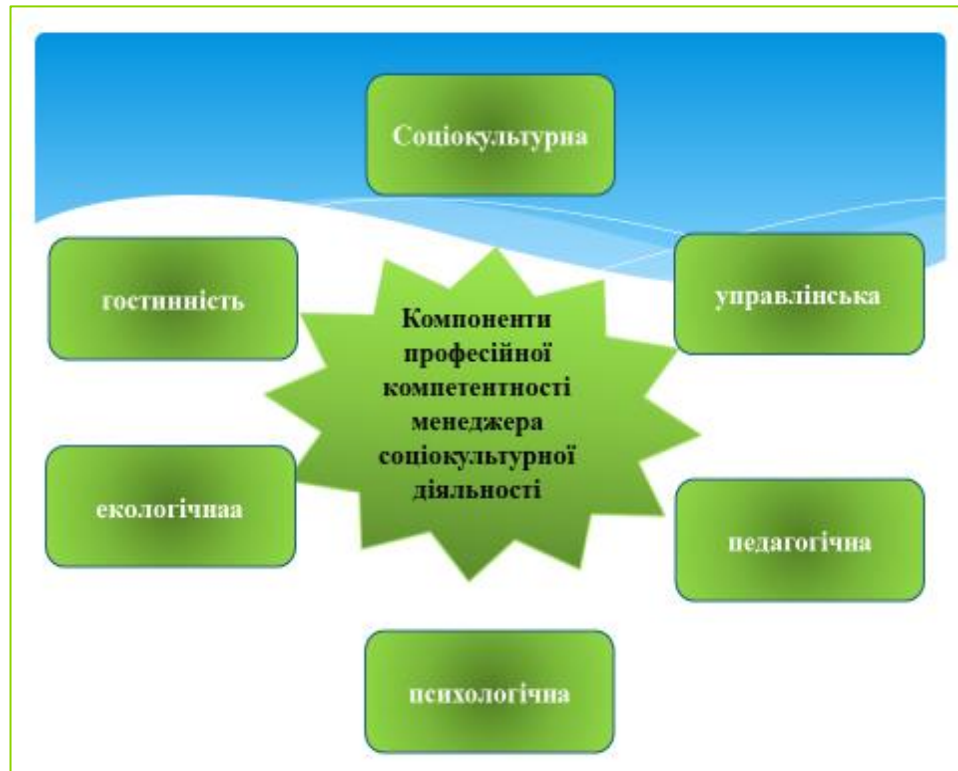 Соціокультурна
гостинність
управлінська
Компоненти
професійної
компетентності
менеджера
соціокультурної
діяльності
екологічнаа
педагогічна
психологічна